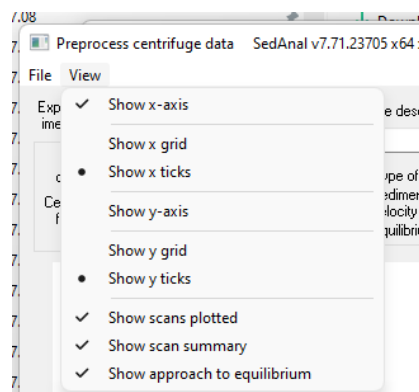 7.08
Preprocess centrifuge data SedAnal v7.71.23705 x64
File View
Show x-axis
Show x grid
Show x ticks
Show y-axis
Show y grid
Show y ticks
Show scans plotted
Show scan summary
Show approach to equilibrium